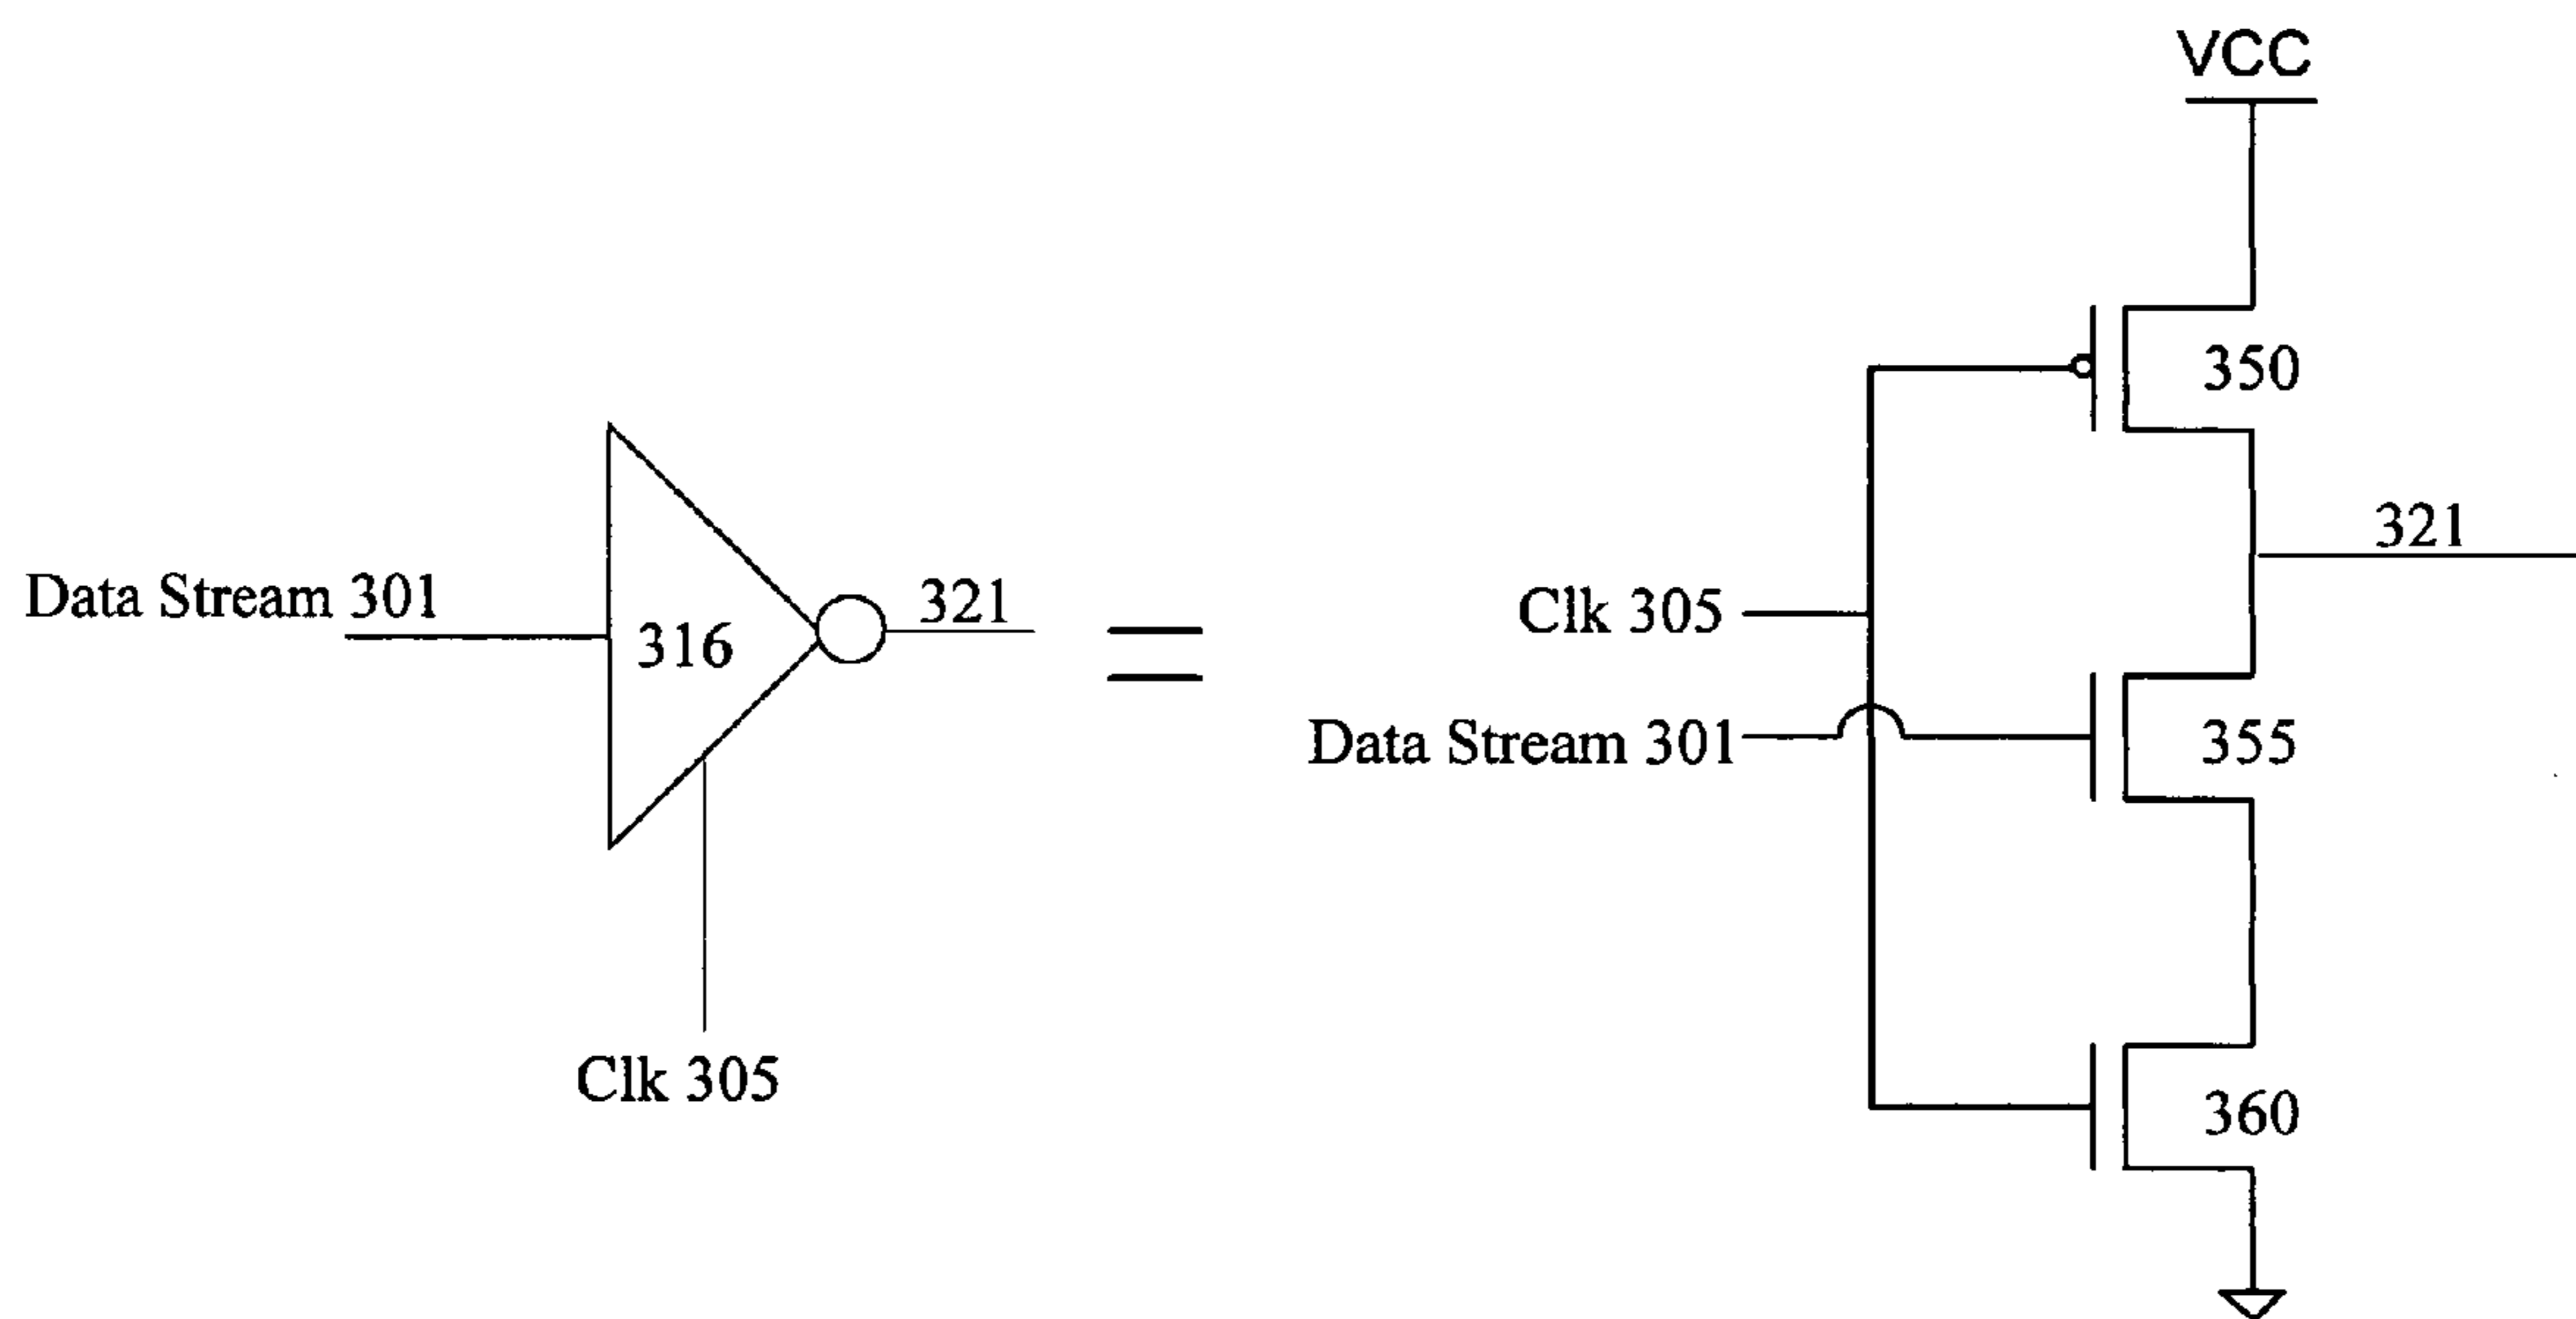 VCC
350
321
Data Stream 301
316
321
=
Clk 305
Data Stream 301
355
Clk 305
360